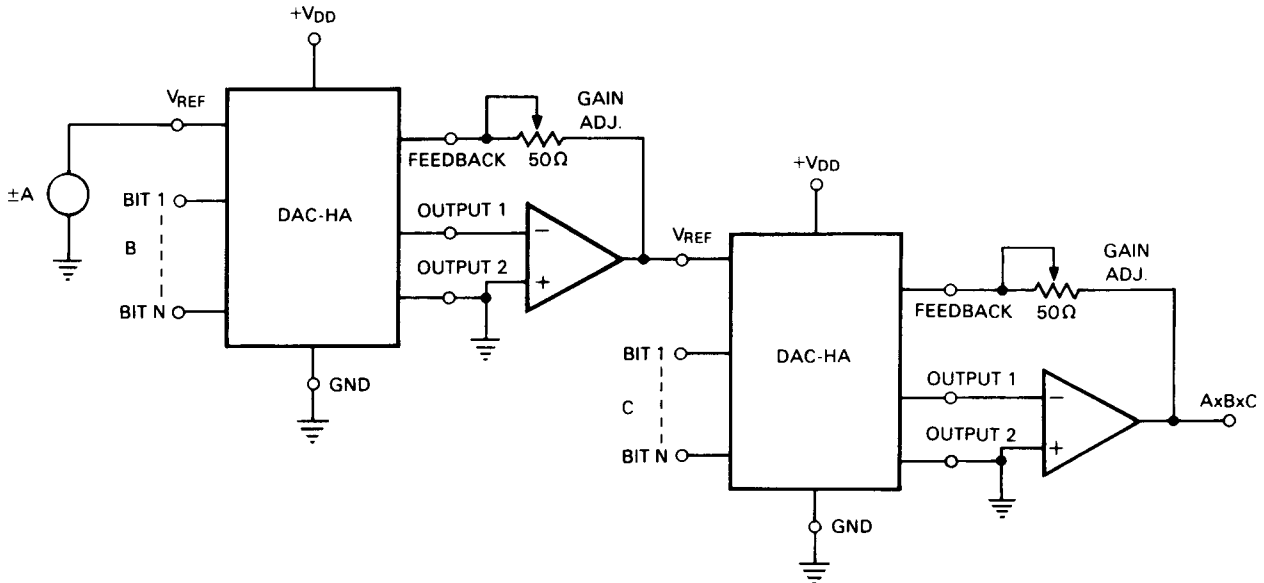 +VDD
VREF
GAIN
ADJ.
FEEDBACK
50Ω
±A
BIT 1
B
BIT N
DAC-HA
OUTPUT 1
OUTPUT 2
−
+
GND
+VDD
VREF
GAIN
ADJ.
FEEDBACK
50Ω
BIT 1
C
BIT N
DAC-HA
OUTPUT 1
OUTPUT 2
−
+
AxBxC
GND